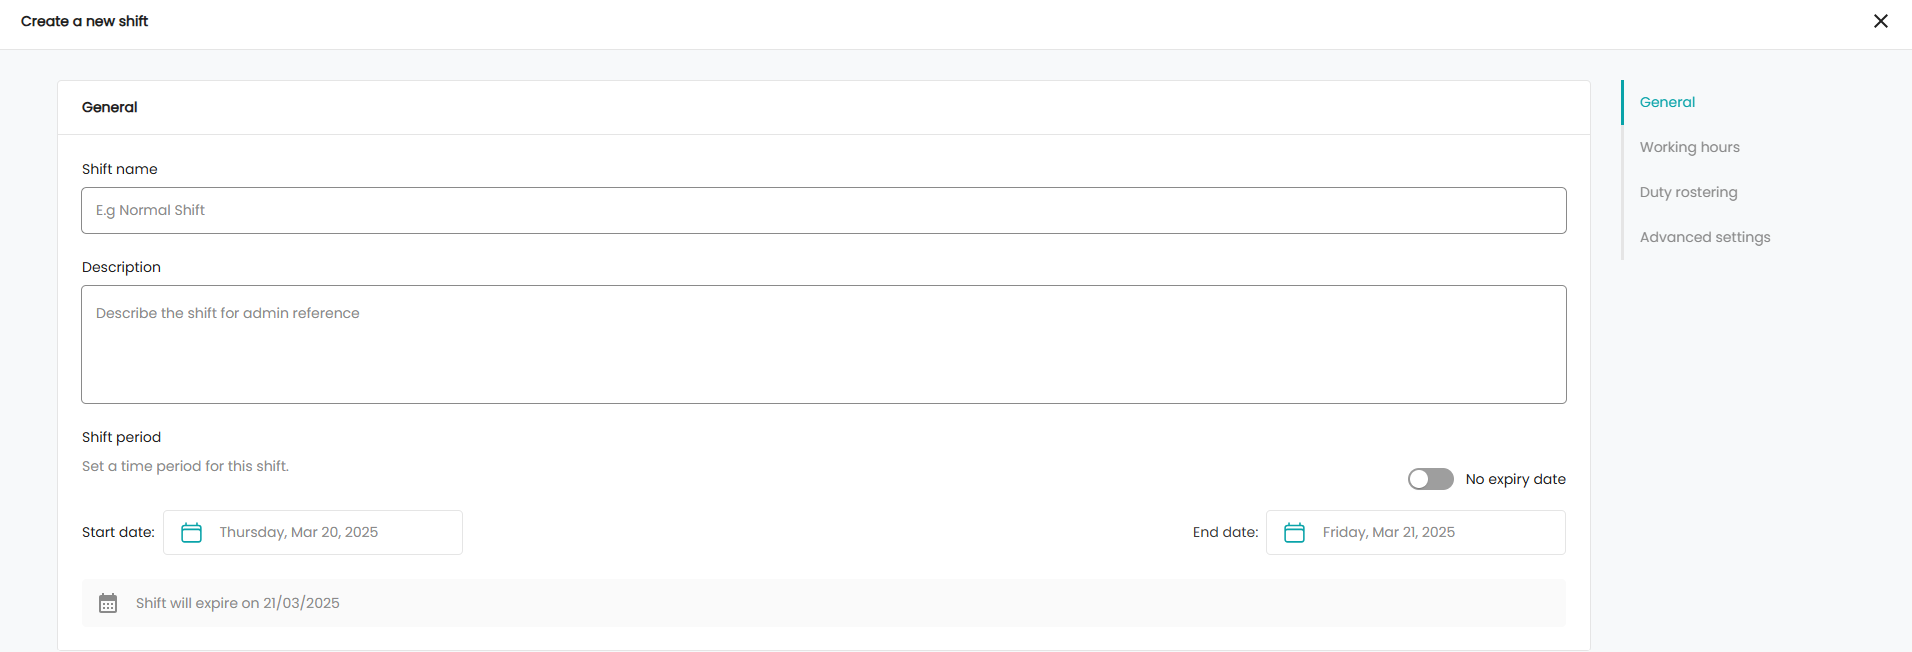 Create a new shift
General
Shift name
E.g Normal Shift
Description
Describe the shift for admin reference
Shift period
Set a time period for this shift.
No expiry date
Start date: Thursday, Mar 20, 2025
End date: Friday, Mar 21, 2025
Shift will expire on 21/03/2025
General
Working hours
Duty rostering
Advanced settings